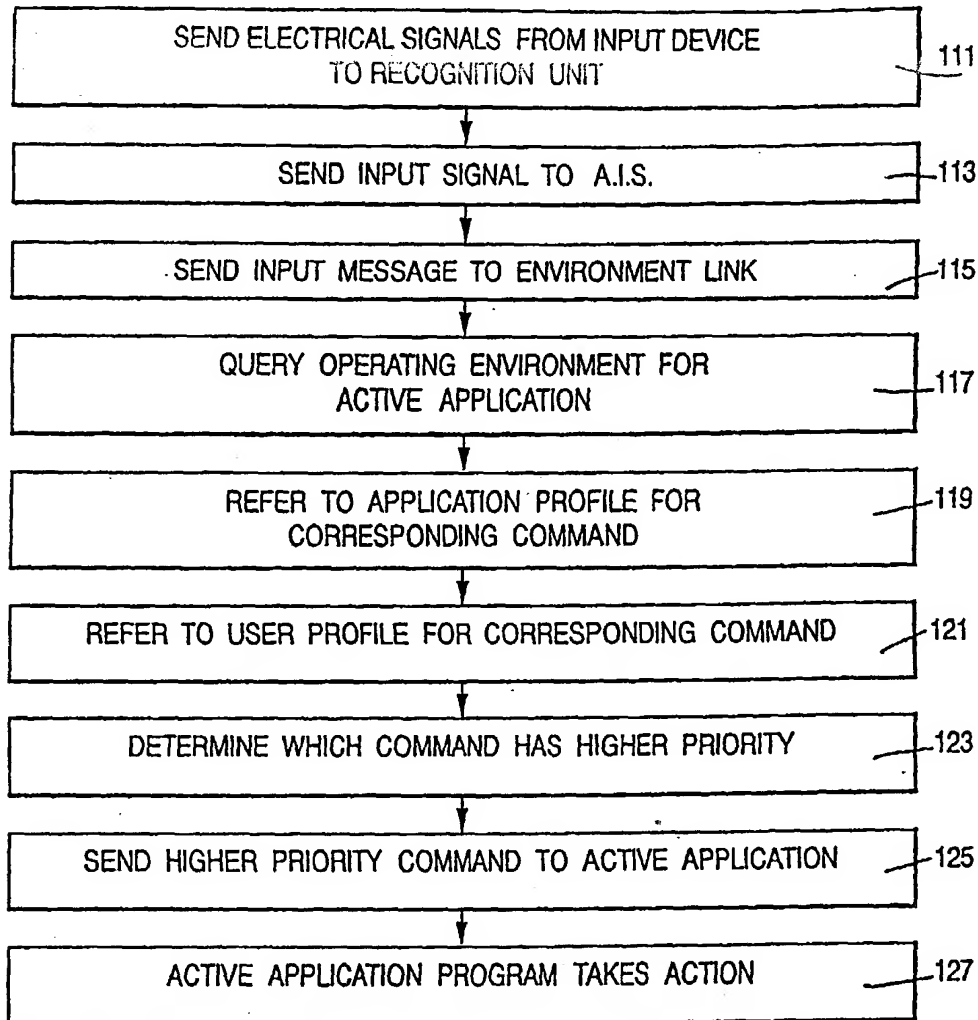 SEND ELECTRICAL SIGNALS FROM INPUT DEVICE
TO RECOGNITION UNIT
111
SEND INPUT SIGNAL TO A.I.S.
113
SEND INPUT MESSAGE TO ENVIRONMENT LINK
115
QUERY OPERATING ENVIRONMENT FOR
ACTIVE APPLICATION
117
REFER TO APPLICATION PROFILE FOR
CORRESPONDING COMMAND
119
REFER TO USER PROFILE FOR CORRESPONDING COMMAND
121
DETERMINE WHICH COMMAND HAS HIGHER PRIORITY
123
SEND HIGHER PRIORITY COMMAND TO ACTIVE APPLICATION
125
ACTIVE APPLICATION PROGRAM TAKES ACTION
127